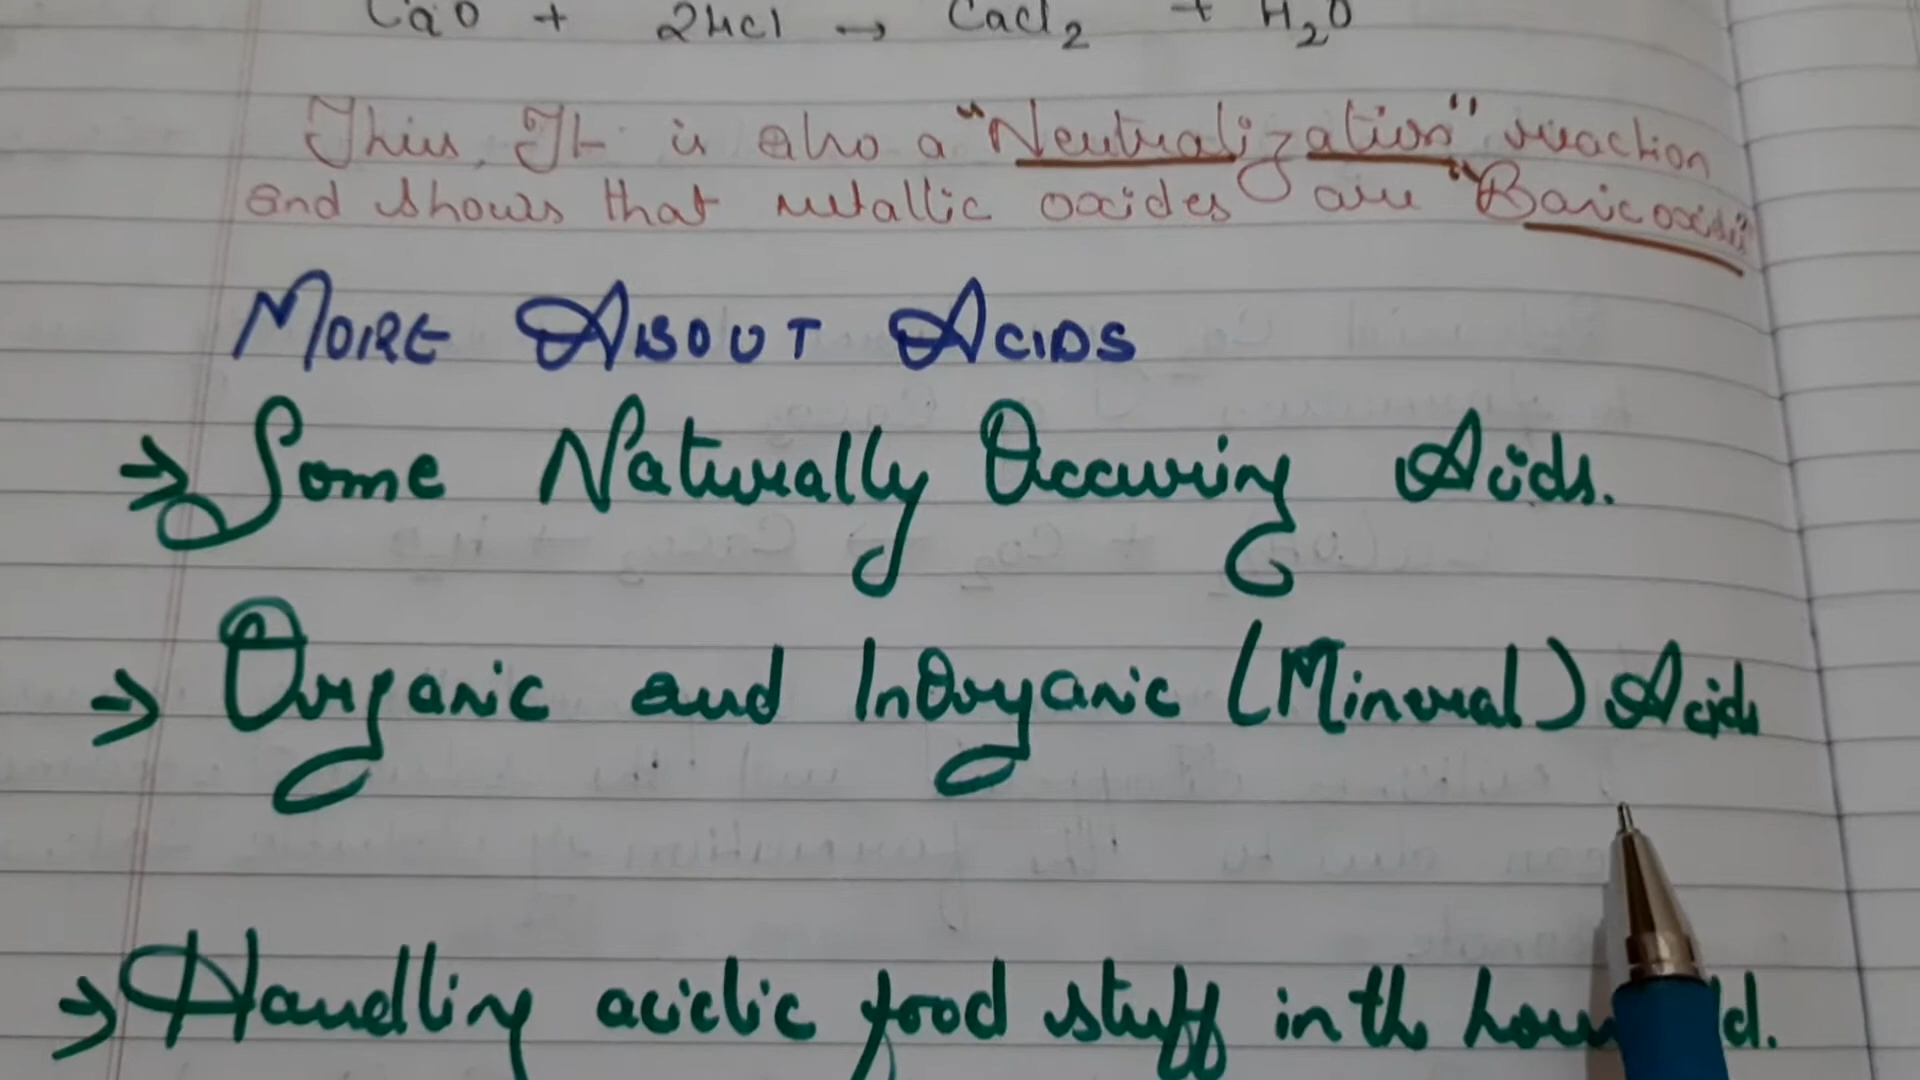 CaO + 2HCl → CaCl2 + H2O
Thus, It is also a "Neutralization" reaction
and shows that metallic oxides are "Basic oxide"
MORE ABOUT ACIDS
→ Some Naturally Occuring Acids.
→ Organic and InOrganic (Mineral) Acids
→ Handling acidic food stuff in the